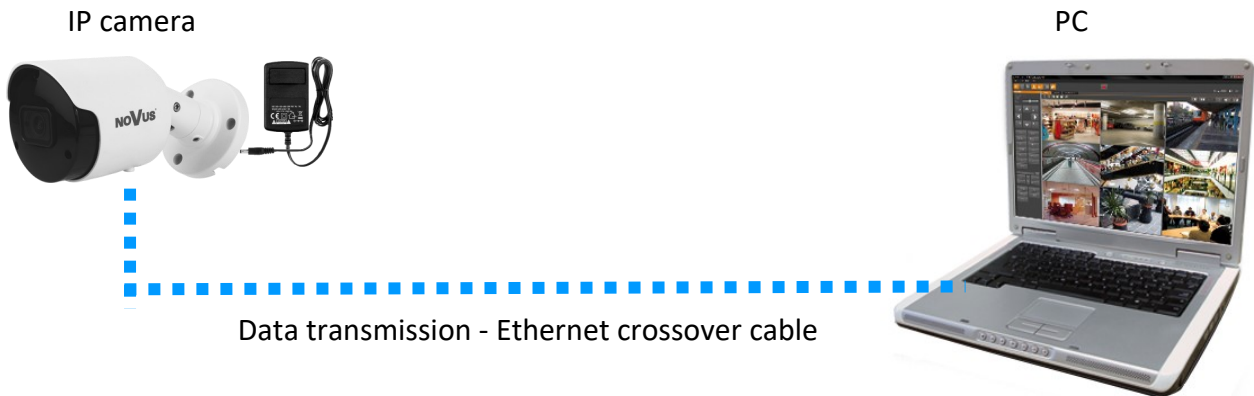 IP camera
PC
NOVUS
Data transmission - Ethernet crossover cable